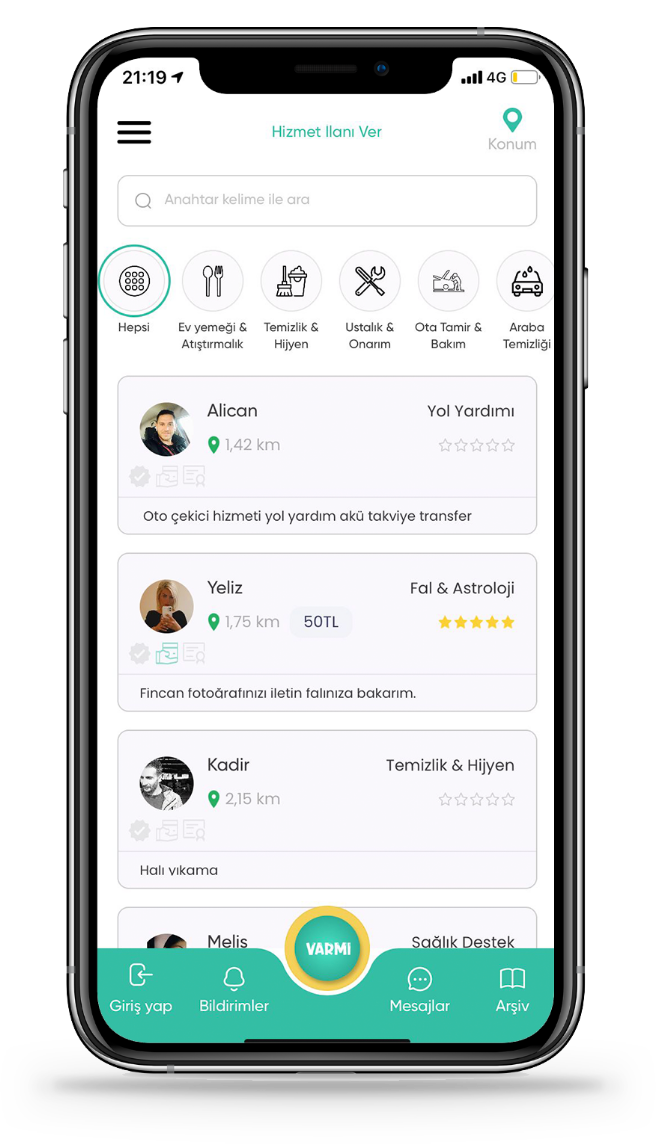 21:19
4G
Hizmet Ilanı Ver
Konum
Anahtar kelime ile ara
Hepsi
Ev yemeği &
Atıştırmalık
Temizlik &
Hijyen
Ustalık &
Onarım
Ota Tamir &
Bakım
Araba
Temizliği
Alican
Yol Yardımı
1,42 km
Oto çekici hizmeti yol yardım akü takviye transfer
Yeliz
Fal & Astroloji
1,75 km
50TL
Fincan fotoğrafınızı iletin falınıza bakarım.
Kadir
Temizlik & Hijyen
2,15 km
Halı yıkama
Melis
Sağlık Destek
VARMI
Giriş yap
Bildirimler
Mesajlar
Arşiv